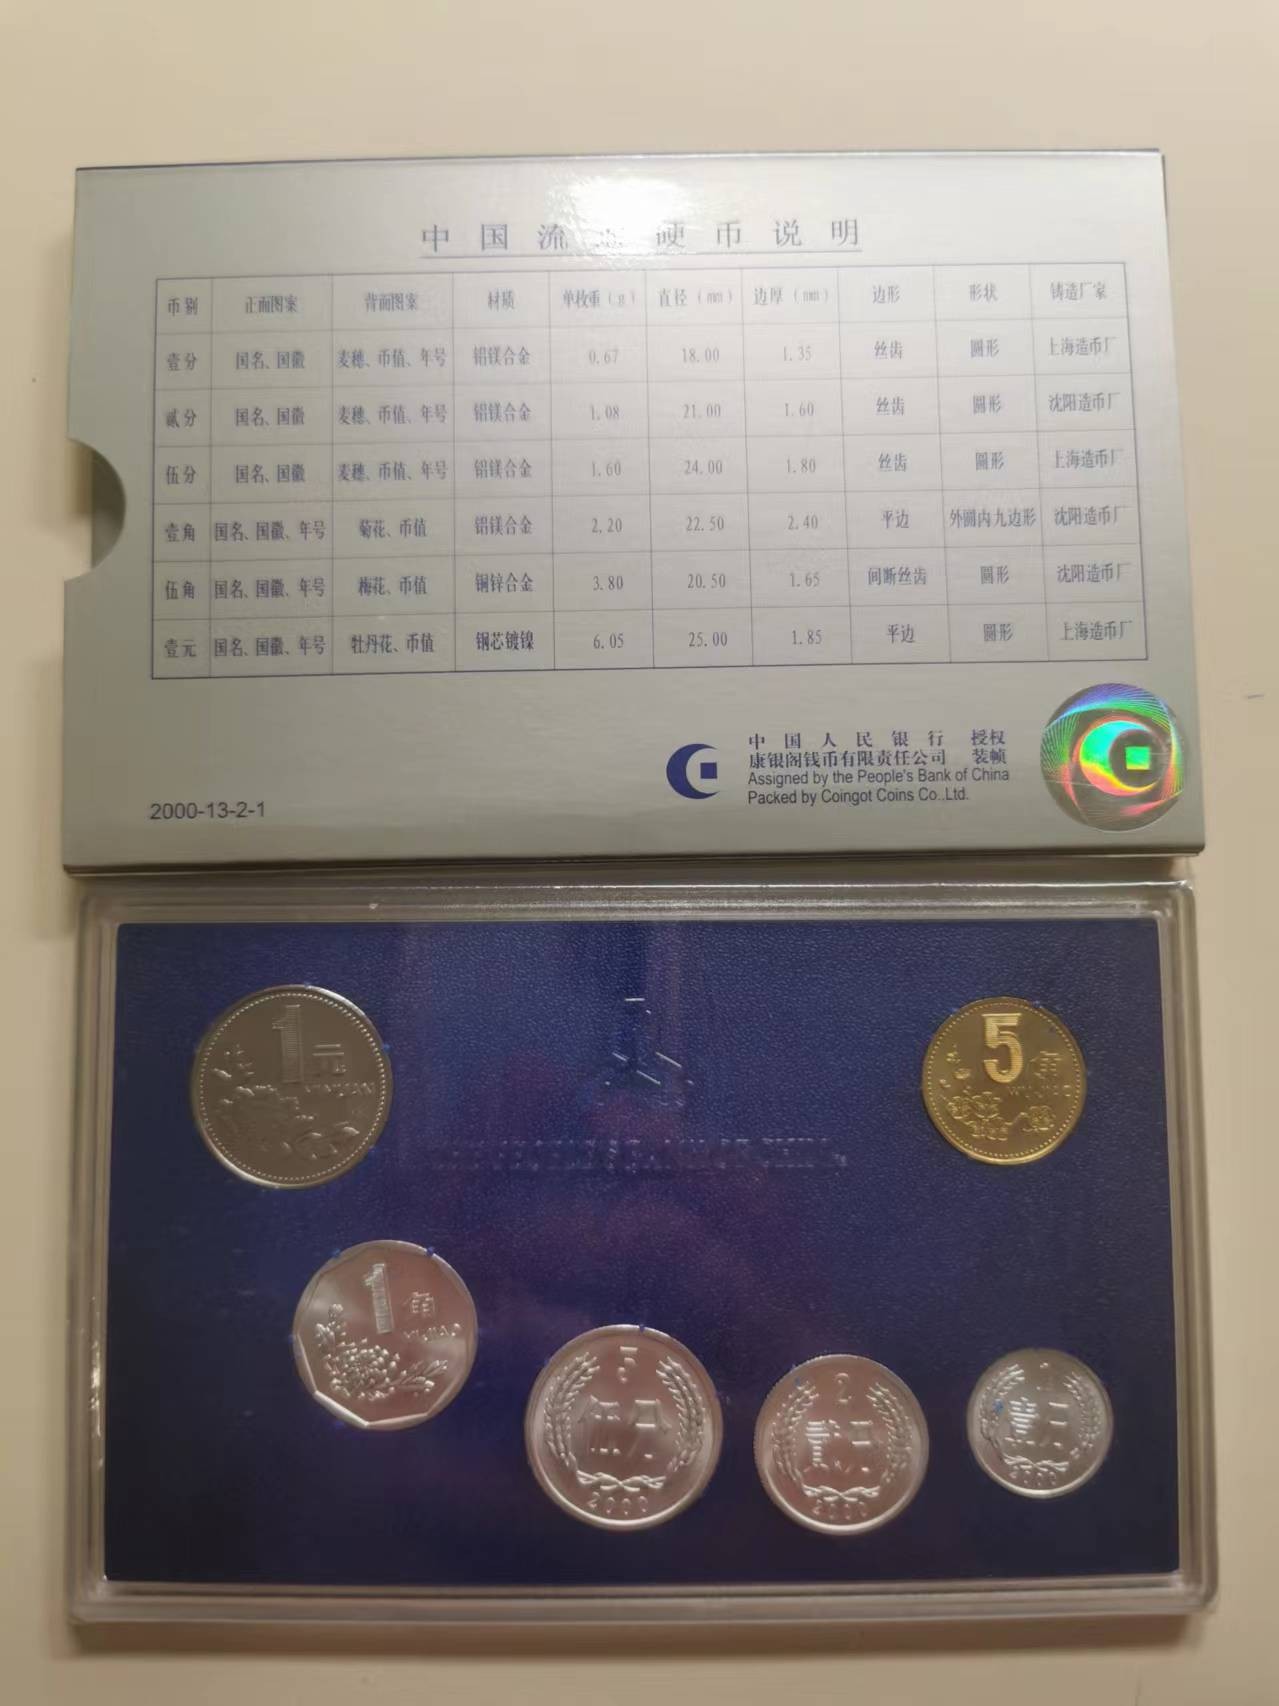 中国流 硬币说明
币别 正面图案 背面图案 材质 单枚重(g) 直径(mm) 边厚(mm) 边形 形状 铸造厂家
壹分 国名、国徽 麦穗、币值、年号 铝镁合金 0.67 18.00 1.35 丝齿 圆形 上海造币厂
贰分 国名、国徽 麦穗、币值、年号 铝镁合金 1.08 21.00 1.60 丝齿 圆形 沈阳造币厂
伍分 国名、国徽 麦穗、币值、年号 铝镁合金 1.60 24.00 1.80 丝齿 圆形 上海造币厂
壹角 国名、国徽、年号 菊花、币值 铝镁合金 2.20 22.50 2.40 平边 外圆内九边形 沈阳造币厂
伍角 国名、国徽、年号 梅花、币值 铜锌合金 3.80 20.50 1.65 间断丝齿 圆形 沈阳造币厂
壹元 国名、国徽、年号 牡丹花、币值 钢芯镀镍 6.05 25.00 1.85 平边 圆形 上海造币厂
中国人民银行 授权
康银阁钱币有限责任公司 装帧
Assigned by the People's Bank of China
Packed by Coingot Coins Co.,Ltd.
2000-13-2-1
1元
YI YUAN
5角
WU JIAO
1角
YI JIAO
5
伍分
2000
2
贰分
2000
1
壹分
2000